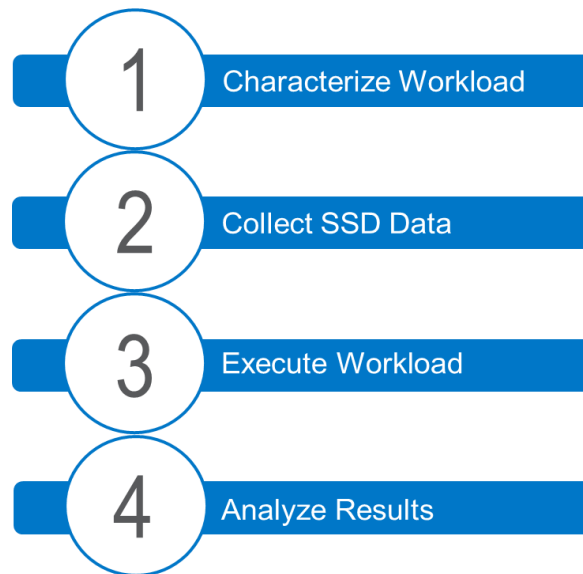 1 Characterize Workload
2 Collect SSD Data
3 Execute Workload
4 Analyze Results